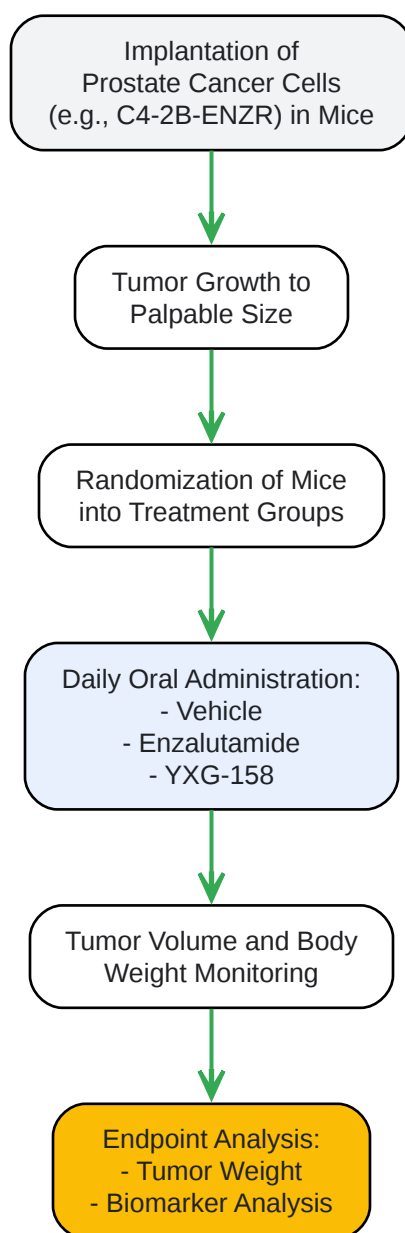 Implantation of
Prostate Cancer Cells
(e.g., C4-2B-ENZR) in Mice
Tumor Growth to
Palpable Size
Randomization of Mice
into Treatment Groups
Daily Oral Administration:
- Vehicle
- Enzalutamide
- YXG-158
Tumor Volume and Body
Weight Monitoring
Endpoint Analysis:
- Tumor Weight
- Biomarker Analysis